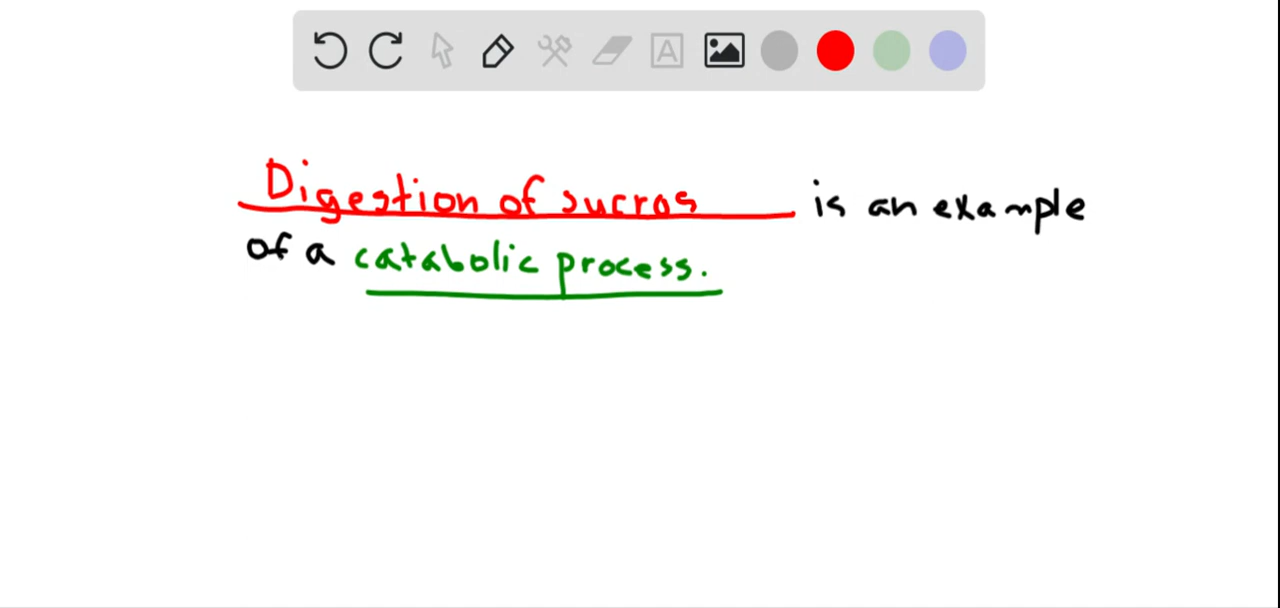 Digestion of sucros is an example
of a catabolic process.